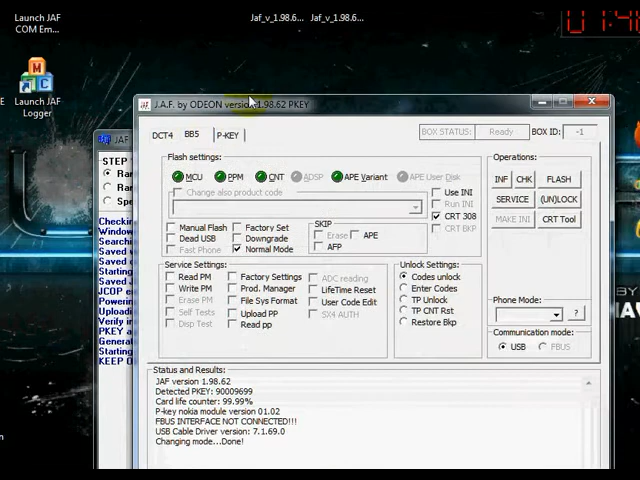 Launch JAF
COM Em...
Jaf_v_1.98.6... Jaf_v_1.98.6...
Launch JAF
Logger
J.A.F. by ODEON version 1.98.62 PKEY
JAF
DCT4 BB5 P-KEY
BOX STATUS: Ready BOX ID: -1
Flash settings:
MCU PPM CNT ADSP APE Variant APE User Disk
Change also product code
Use INI
Run INI
CRT 308
CRT BKP
Manual Flash Factory Set
Dead USB Downgrade
Fast Phone Normal Mode
SKIP
Erase APE
AFP
Operations:
INF CHK FLASH
SERVICE (UN)LOCK
MAKE INI CRT Tool
Service Settings:
Read PM Factory Settings ADC reading
Write PM Prod. Manager LifeTime Reset
Erase PM File Sys Format User Code Edit
Self Tests Upload PP SX4 AUTH
Disp Test Read pp
Unlock Settings:
Codes unlock
Enter Codes
TP Unlock
TP CNT Rst
Restore Bkp
Phone Mode:
?
Communication mode:
USB FBUS
Status and Results:
JAF version 1.98.62
Detected PKEY: 90009699
Card life counter: 99.99%
P-key nokia module version 01.02
FBUS INTERFACE NOT CONNECTED!!!
USB Cable Driver version: 7.1.69.0
Changing mode...Done!
STEP
Checkin
Window
Searchi
Saved
Saved
Starting
Saved J
JCOP en
Powerin
Uploadi
Verify in
PKEY a
Genera
Starting
KEEP O
BY